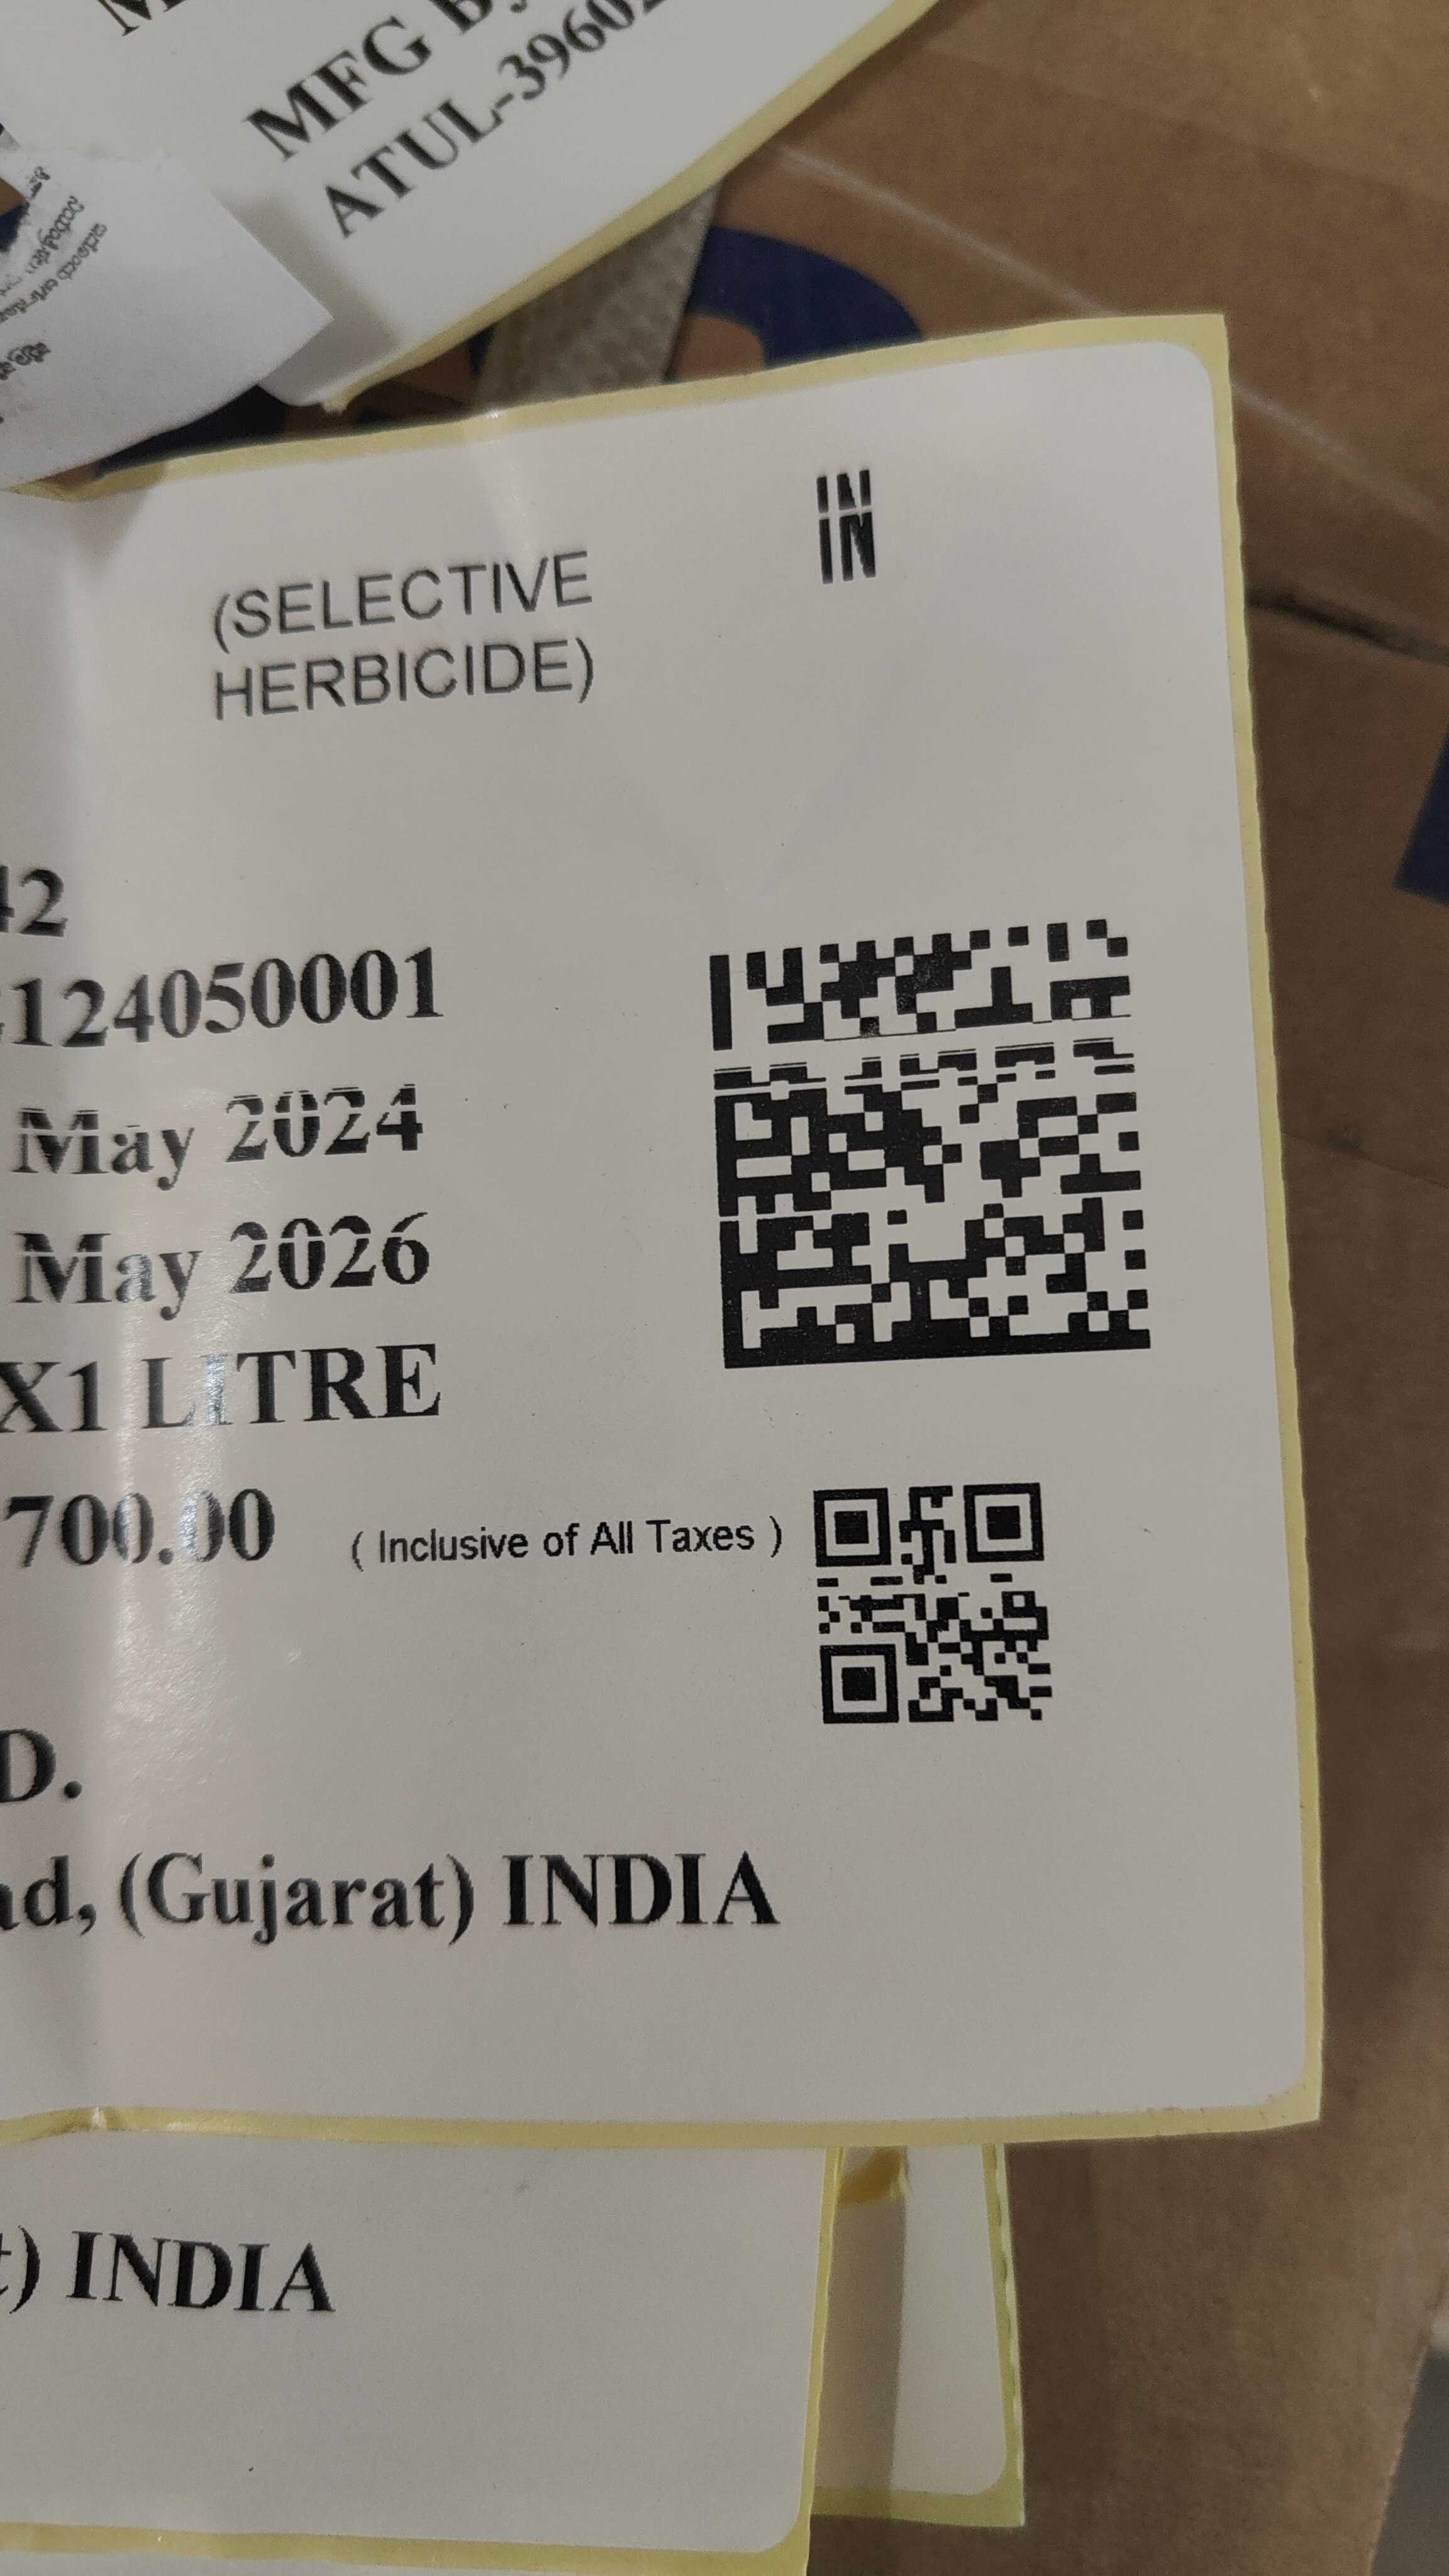 MFG
ATUL-3960
(SELECTIVE
HERBICIDE)
IN
42
124050001
May 2024
May 2026
X1 LITRE
700.00 ( Inclusive of All Taxes )
D.
ad, (Gujarat) INDIA
t) INDIA